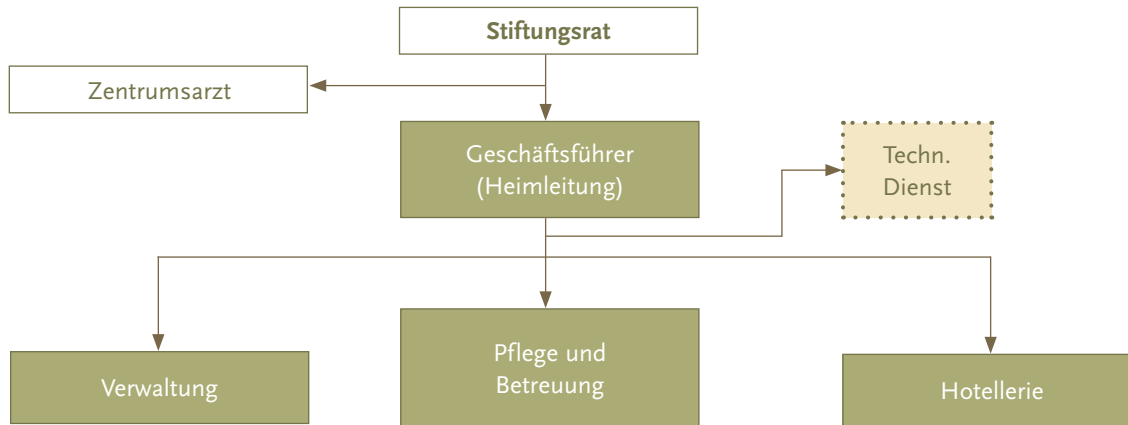 Stiftungsrat
Zentrumsarzt
Geschäftsführer
(Heimleitung)
Techn.
Dienst
Verwaltung
Pflege und
Betreuung
Hotellerie